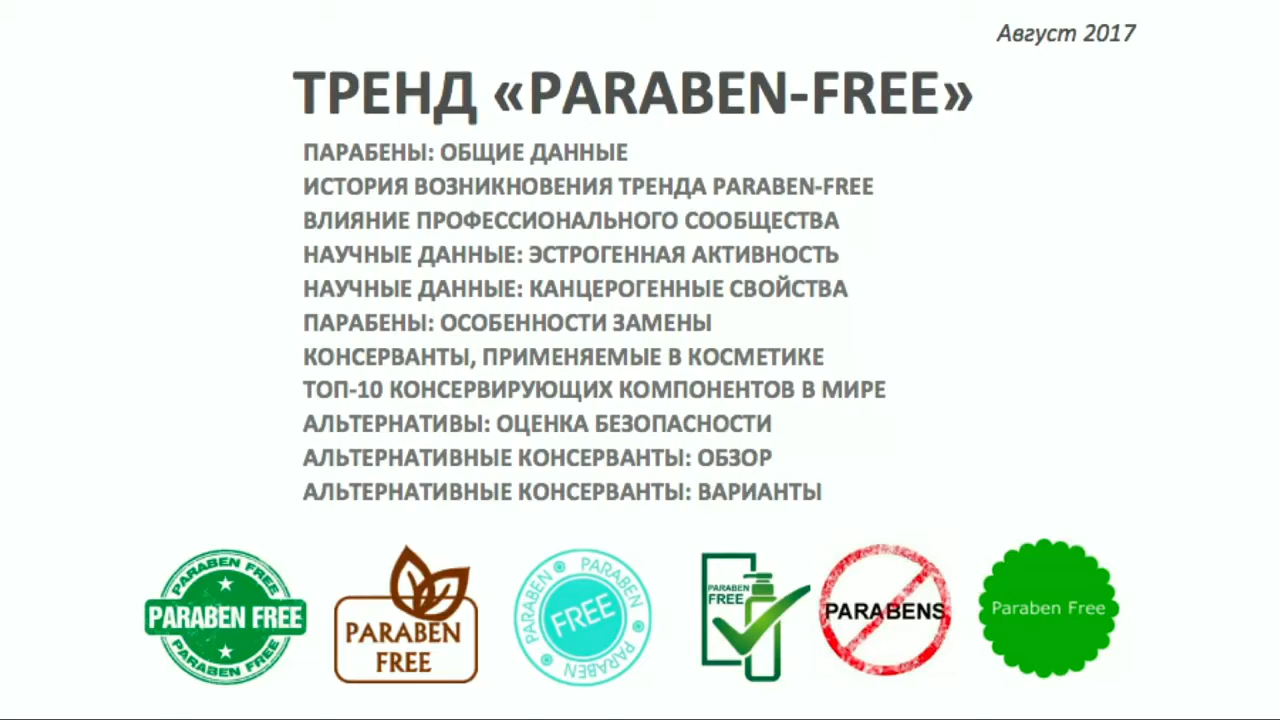 Август 2017
ТРЕНД «PARABEN-FREE»
ПАРАБЕНЫ: ОБЩИЕ ДАННЫЕ
ИСТОРИЯ ВОЗНИКНОВЕНИЯ ТРЕНДА PARABEN-FREE
ВЛИЯНИЕ ПРОФЕССИОНАЛЬНОГО СООБЩЕСТВА
НАУЧНЫЕ ДАННЫЕ: ЭСТРОГЕННАЯ АКТИВНОСТЬ
НАУЧНЫЕ ДАННЫЕ: КАНЦЕРОГЕННЫЕ СВОЙСТВА
ПАРАБЕНЫ: ОСОБЕННОСТИ ЗАМЕНЫ
КОНСЕРВАНТЫ, ПРИМЕНЯЕМЫЕ В КОСМЕТИКЕ
ТОП-10 КОНСЕРВИРУЮЩИХ КОМПОНЕНТОВ В МИРЕ
АЛЬТЕРНАТИВЫ: ОЦЕНКА БЕЗОПАСНОСТИ
АЛЬТЕРНАТИВНЫЕ КОНСЕРВАНТЫ: ОБЗОР
АЛЬТЕРНАТИВНЫЕ КОНСЕРВАНТЫ: ВАРИАНТЫ
PARABEN FREE
PARABEN FREE
PARABEN FREE
PARABEN
FREE
PARABEN
PARABEN
FREE
PARABEN
PARABEN
PARABEN
FREE
PARABENS
Paraben Free